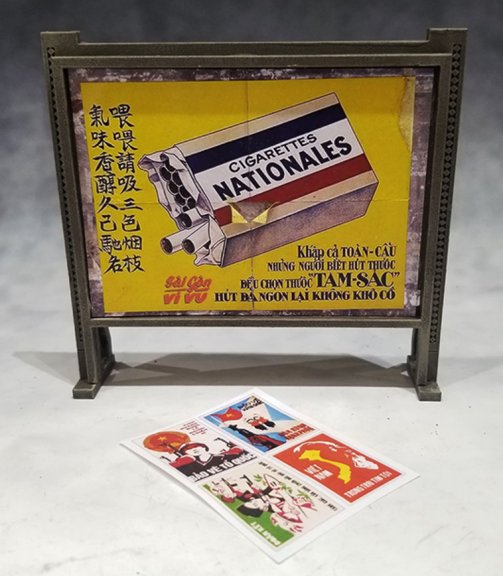 喂喂請吸三色烟枝
氣味香醇久已馳名
CIGARETTES
NATIONALES
Khắp cả TOÀN-CẦU
NHỮNG NGƯỜI BIẾT HÚT THUỐC
ĐỀU CHỌN THUỐC "TAM-SẮC"
HÚT ĐÃ NGON LẠI KHÔNG KHÔ CỔ
Sài Gòn
VI VU
ĐOÀN KẾT